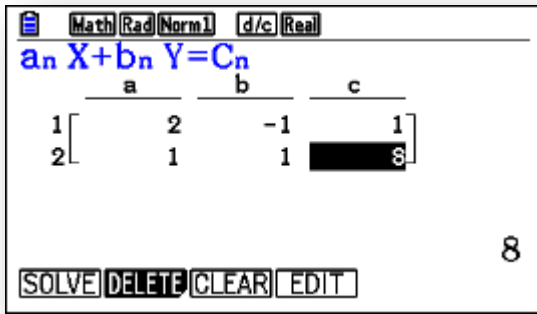 Math Rad Norm1 d/c Real
an X+bn Y=Cn
a b c
1 2 -1 1
2 1 1 8
8
SOLVE DELETE CLEAR EDIT